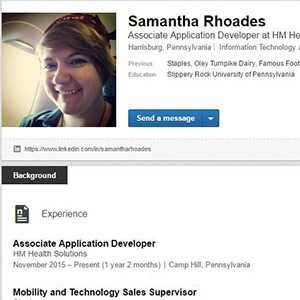 Samantha Rhoades
Associate Application Developer at HM He
Harrisburg, Pennsylvania | Information Technology a
Previous Staples, Oley Turnpike Dairy, Famous Foot
Education Slippery Rock University of Pennsylvania
Send a message
https://www.linkedin.com/in/samantharhoades
Background
Experience
Associate Application Developer
HM Health Solutions
November 2015 – Present (1 year 2 months) | Camp Hill, Pennsylvania
Mobility and Technology Sales Supervisor